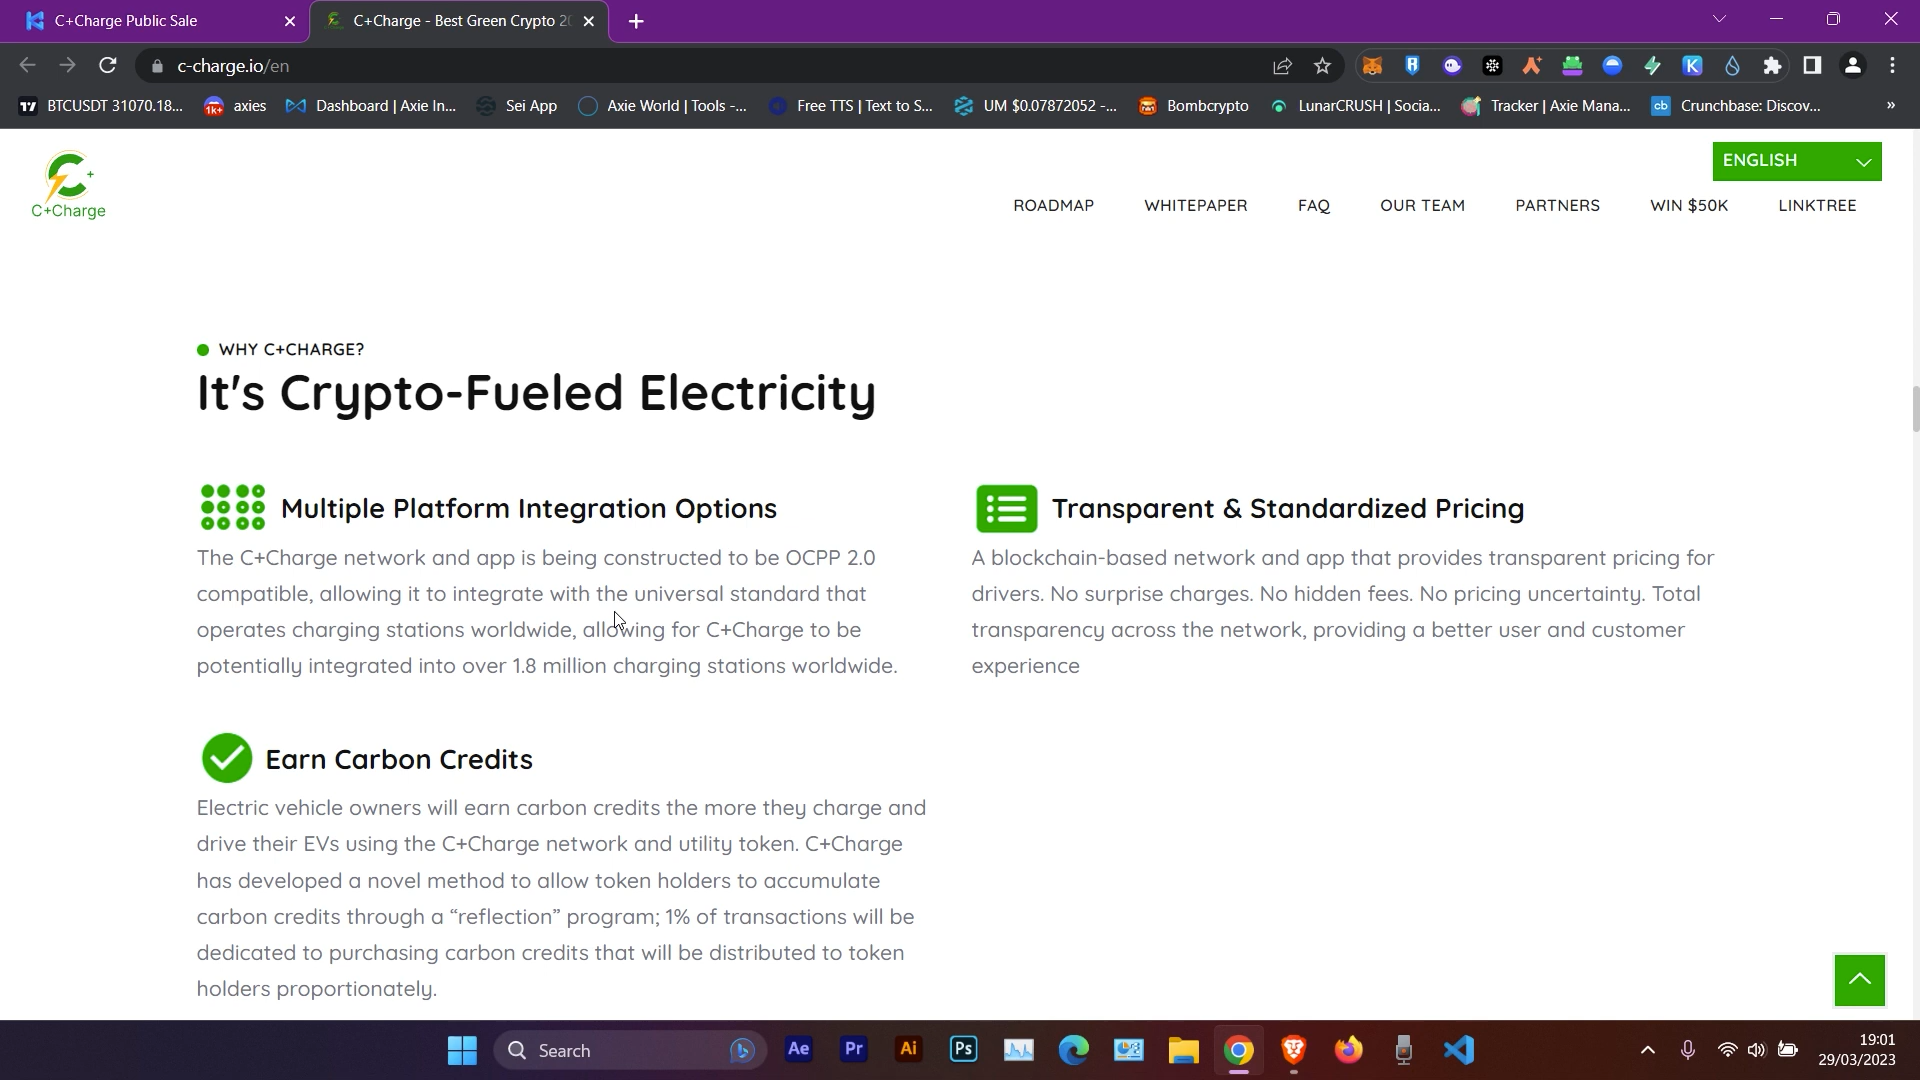 C+Charge Public Sale
C+Charge - Best Green Crypto 20
c-charge.io/en
BTCUSDT 31070.18...
axies
Dashboard | Axie In...
Sei App
Axie World | Tools -...
Free TTS | Text to S...
UM $0.07872052 -...
Bombcrypto
LunarCRUSH | Socia...
Tracker | Axie Mana...
cb
Crunchbase: Discov...
»
ENGLISH
C+Charge
ROADMAP
WHITEPAPER
FAQ
OUR TEAM
PARTNERS
WIN $50K
LINKTREE
WHY C+CHARGE?
It's Crypto-Fueled Electricity
Multiple Platform Integration Options
The C+Charge network and app is being constructed to be OCPP 2.0
compatible, allowing it to integrate with the universal standard that
operates charging stations worldwide, allowing for C+Charge to be
potentially integrated into over 1.8 million charging stations worldwide.
Transparent & Standardized Pricing
A blockchain-based network and app that provides transparent pricing for
drivers. No surprise charges. No hidden fees. No pricing uncertainty. Total
transparency across the network, providing a better user and customer
experience
Earn Carbon Credits
Electric vehicle owners will earn carbon credits the more they charge and
drive their EVs using the C+Charge network and utility token. C+Charge
has developed a novel method to allow token holders to accumulate
carbon credits through a “reflection” program; 1% of transactions will be
dedicated to purchasing carbon credits that will be distributed to token
holders proportionately.
Search
Ae
Pr
Ai
Ps
19:01
29/03/2023